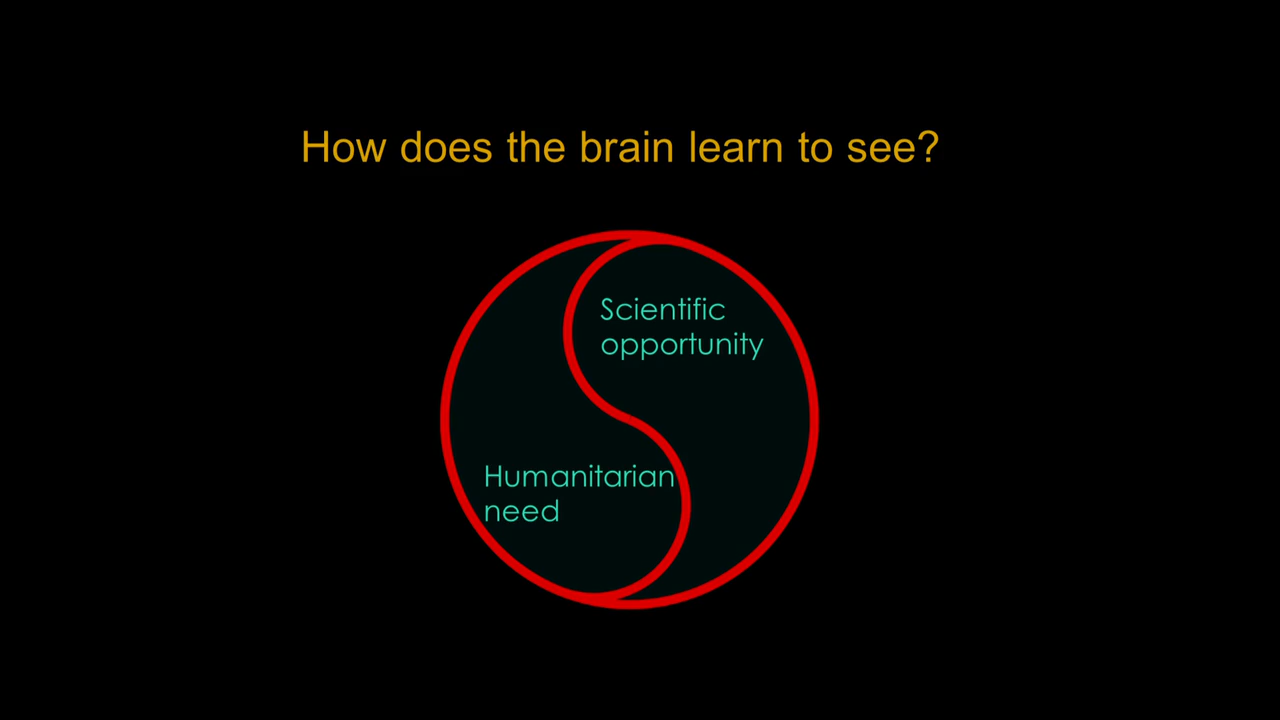 How does the brain learn to see?
Scientific
opportunity
Humanitarian
need